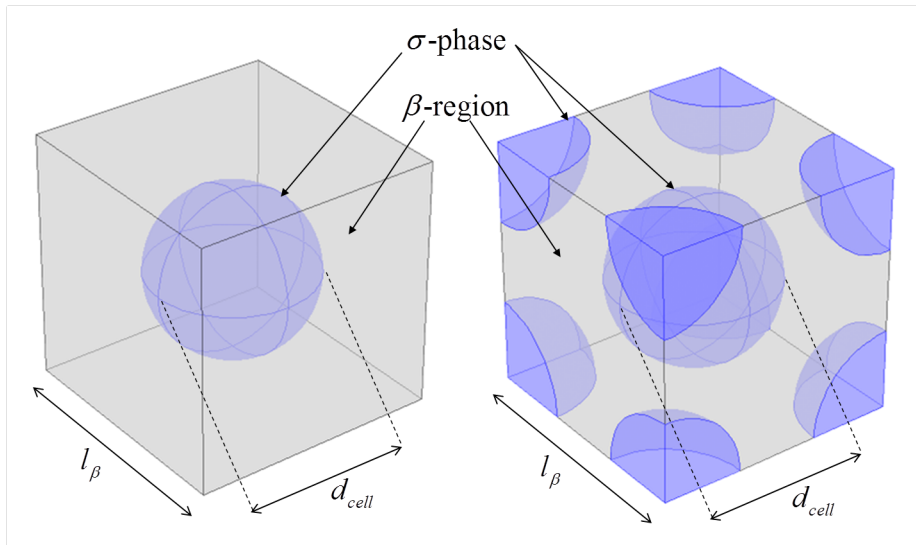 σ-phase
β-region
l_β
d_cell
l_β
d_cell